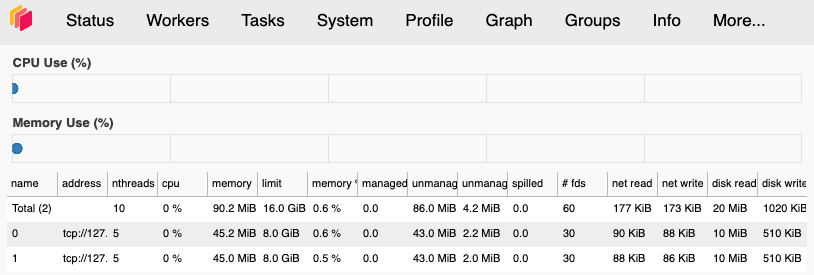 Status Workers Tasks System Profile Graph Groups Info More...
CPU Use (%)
Memory Use (%)
name address nthreads cpu memory limit memory % managed unmanag unmanag spilled # fds net read net write disk read disk write
Total (2) 10 0 % 90.2 MiB 16.0 GiB 0.6 % 0.0 86.0 MiB 4.2 MiB 0.0 60 177 KiB 173 KiB 20 MiB 1020 KiB
0 tcp://127. 5 0 % 45.2 MiB 8.0 GiB 0.6 % 0.0 43.0 MiB 2.2 MiB 0.0 30 90 KiB 88 KiB 10 MiB 510 KiB
1 tcp://127. 5 0 % 45.0 MiB 8.0 GiB 0.5 % 0.0 43.0 MiB 2.0 MiB 0.0 30 88 KiB 86 KiB 10 MiB 510 KiB